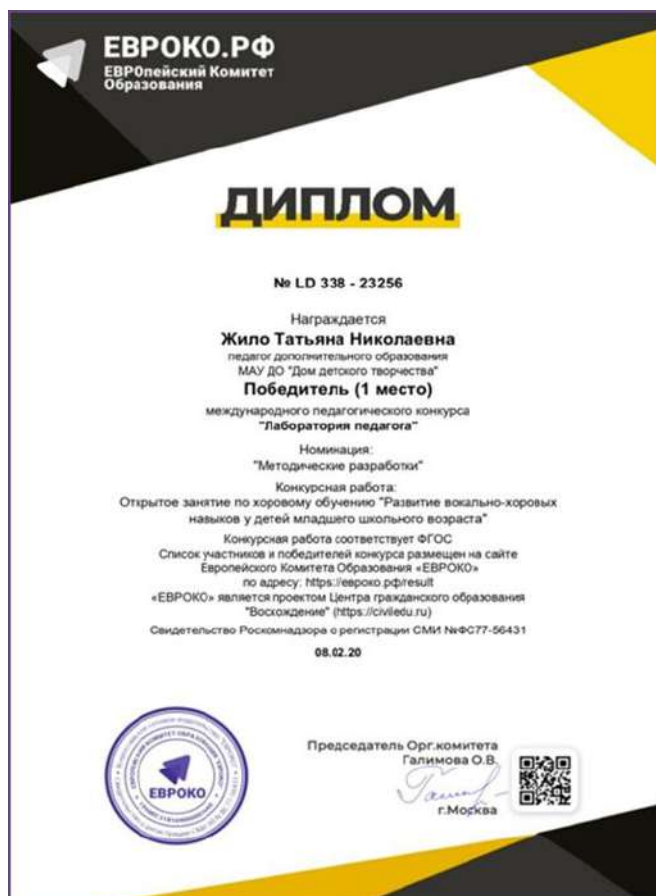 ЕВРОКО.РФ
ЕВРОпейский Комитет
Образования
ДИПЛОМ
№ LD 338 - 23256
Награждается
Жило Татьяна Николаевна
педагог дополнительного образования
МАУ ДО "Дом детского творчества"
Победитель (1 место)
международного педагогического конкурса
"Лаборатория педагога"
Номинация:
"Методические разработки"
Конкурсная работа:
Открытое занятие по хоровому обучению "Развитие вокально-хоровых
навыков у детей младшего школьного возраста"
Конкурсная работа соответствует ФГОС
Список участников и победителей конкурса размещен на сайте
Европейского Комитета Образования «ЕВРОКО»
по адресу: https://евроко.рф/result
«ЕВРОКО» является проектом Центра гражданского образования
"Восхождение" (https://civiledu.ru)
Свидетельство Роскомнадзора о регистрации СМИ №ФС77-56431
08.02.20
ЕВРОКО
Председатель Орг.комитета
Галимова О.В.
г.Москва